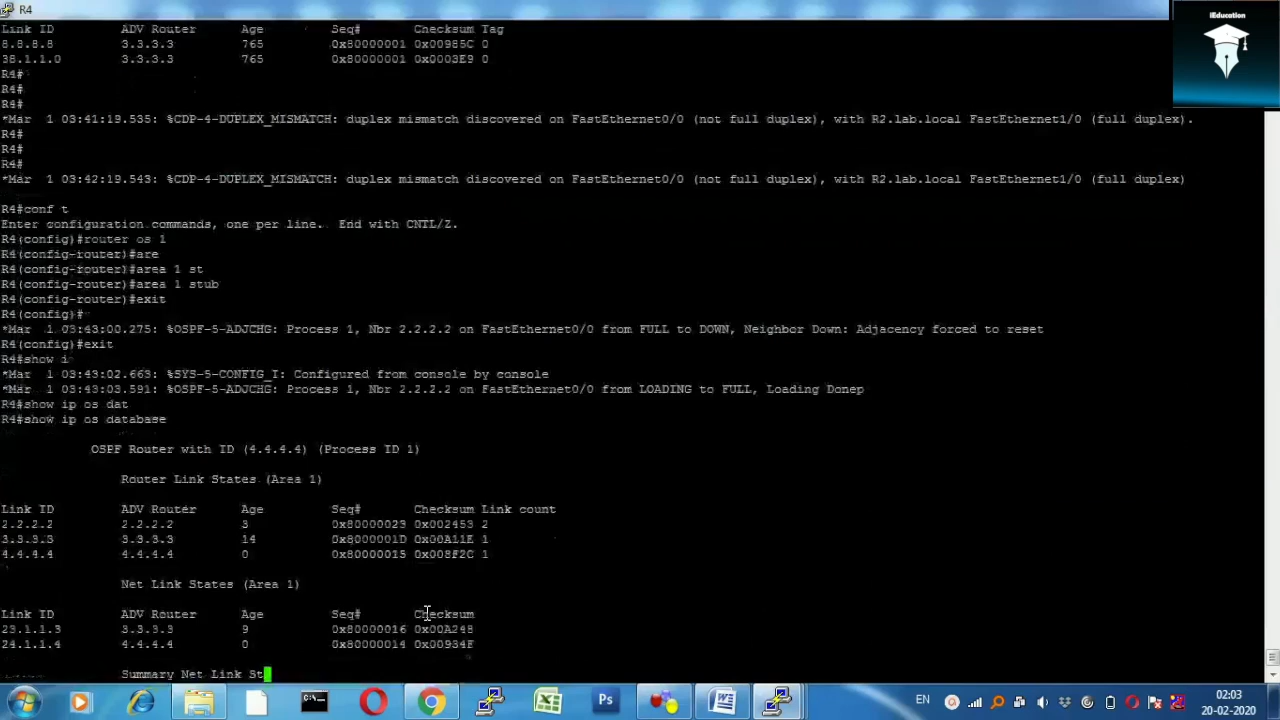 R4
iEducation
Link ID ADV Router Age Seq# Checksum Tag
8.8.8.8 3.3.3.3 765 0x80000001 0x00985C 0
38.1.1.0 3.3.3.3 765 0x80000001 0x0003E9 0
R4#
R4#
R4#
*Mar 1 03:41:19.535: %CDP-4-DUPLEX_MISMATCH: duplex mismatch discovered on FastEthernet0/0 (not full duplex), with R2.lab.local FastEthernet1/0 (full duplex).
R4#
R4#
R4#
*Mar 1 03:42:19.543: %CDP-4-DUPLEX_MISMATCH: duplex mismatch discovered on FastEthernet0/0 (not full duplex), with R2.lab.local FastEthernet1/0 (full duplex)
R4#conf t
Enter configuration commands, one per line. End with CNTL/Z.
R4(config)#router os 1
R4(config-router)#are
R4(config-router)#area 1 st
R4(config-router)#area 1 stub
R4(config-router)#exit
R4(config)#
*Mar 1 03:43:00.275: %OSPF-5-ADJCHG: Process 1, Nbr 2.2.2.2 on FastEthernet0/0 from FULL to DOWN, Neighbor Down: Adjacency forced to reset
R4(config)#exit
R4#show i
*Mar 1 03:43:02.663: %SYS-5-CONFIG_I: Configured from console by console
*Mar 1 03:43:03.591: %OSPF-5-ADJCHG: Process 1, Nbr 2.2.2.2 on FastEthernet0/0 from LOADING to FULL, Loading Donep
R4#show ip os dat
R4#show ip os database
OSPF Router with ID (4.4.4.4) (Process ID 1)
Router Link States (Area 1)
Link ID ADV Router Age Seq# Checksum Link count
2.2.2.2 2.2.2.2 3 0x80000023 0x002453 2
3.3.3.3 3.3.3.3 14 0x8000001D 0x00A11E 1
4.4.4.4 4.4.4.4 0 0x80000015 0x008F2C 1
Net Link States (Area 1)
Link ID ADV Router Age Seq# Checksum
23.1.1.3 3.3.3.3 9 0x80000016 0x00A248
24.1.1.4 4.4.4.4 0 0x80000014 0x00934E
Summary Net Link St
EN
02:03
20-02-2020